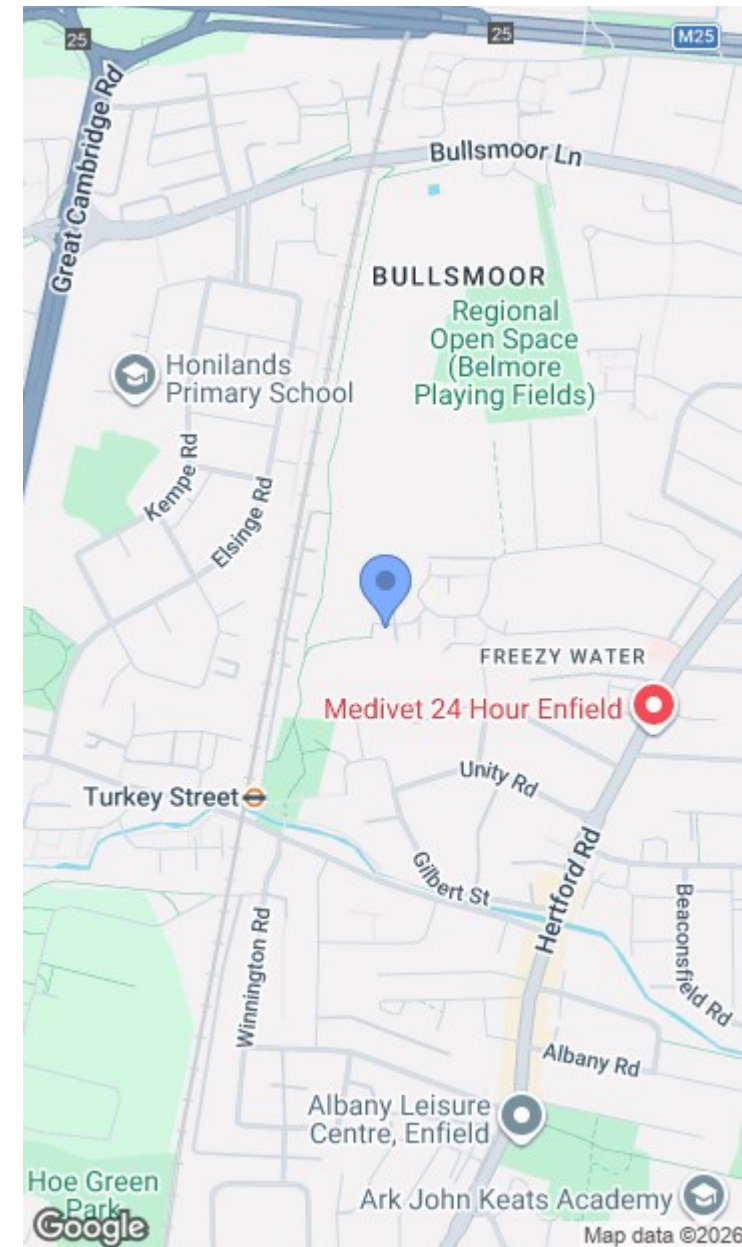 25
25
M25
Great Cambridge Rd
Bullsmoor Ln
BULLSMOOR
Regional
Open Space
(Belmore
Playing Fields)
Honilands
Primary School
Kempe Rd
Elsinge Rd
FREEZY WATER
Medivet 24 Hour Enfield
Unity Rd
Turkey Street
Gilbert St
Hertford Rd
Beaconsfield Rd
Winnington Rd
Albany Rd
Albany Leisure
Centre, Enfield
Hoe Green
Park
Ark John Keats Academy
Google
Map data ©2026